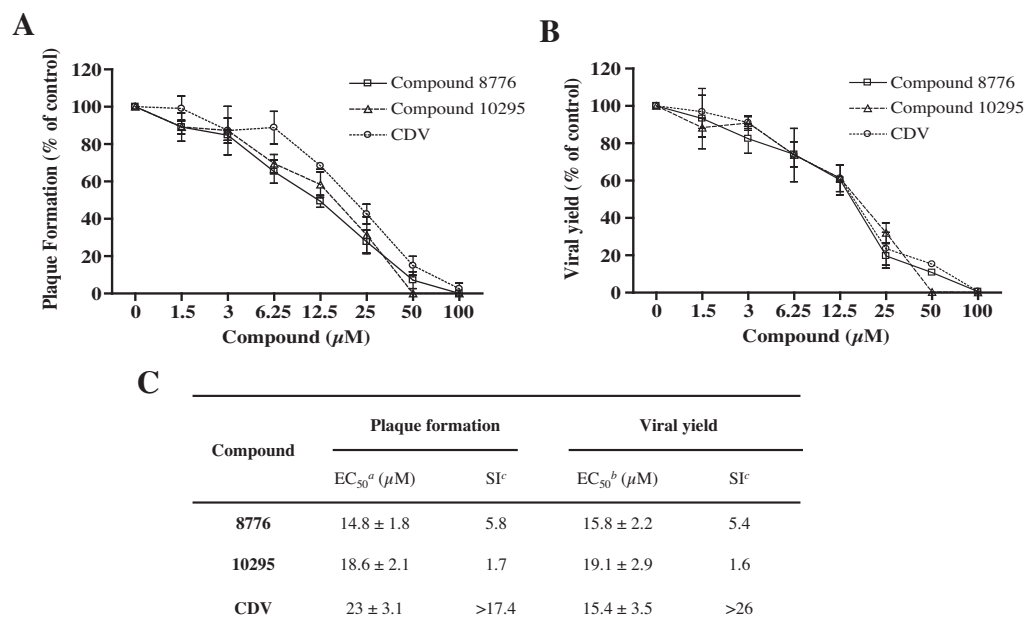 A
Plaque Formation (% of control)
120
100
80
60
40
20
0
Compound 8776
Compound 10295
CDV
0 1.5 3 6.25 12.5 25 50 100
Compound (µM)
B
Viral yield (% of control)
120
100
80
60
40
20
0
Compound 8776
Compound 10295
CDV
0 1.5 3 6.25 12.5 25 50 100
Compound (µM)
C
Compound Plaque formation Viral yield
EC₅₀ᵃ (µM) SIᶜ EC₅₀ᵇ (µM) SIᶜ
8776 14.8 ± 1.8 5.8 15.8 ± 2.2 5.4
10295 18.6 ± 2.1 1.7 19.1 ± 2.9 1.6
CDV 23 ± 3.1 >17.4 15.4 ± 3.5 >26